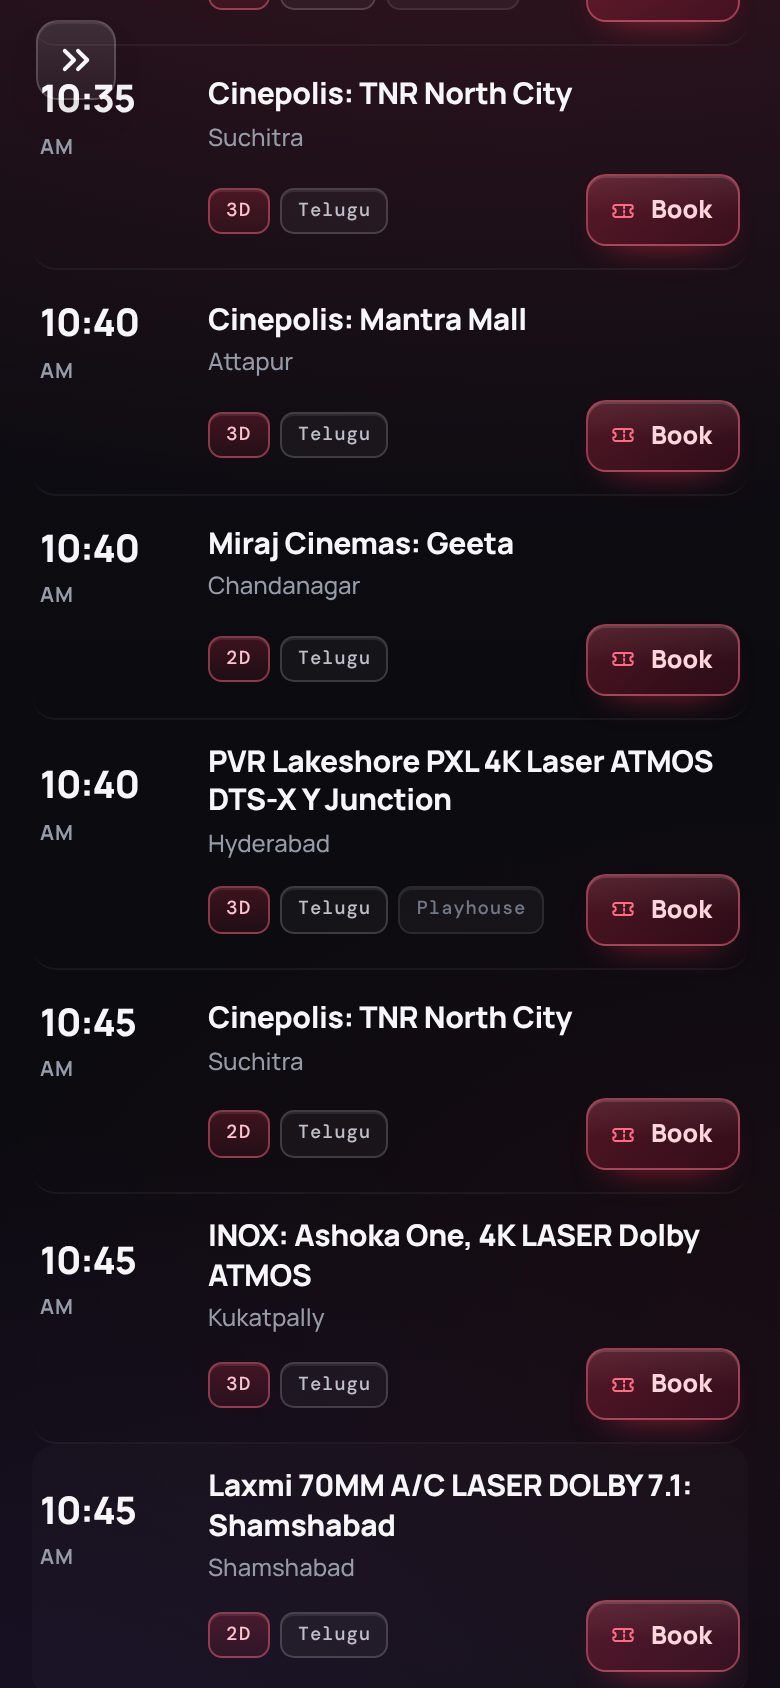 10:35
AM
Cinepolis: TNR North City
Suchitra
3D
Telugu
Book
10:40
AM
Cinepolis: Mantra Mall
Attapur
3D
Telugu
Book
10:40
AM
Miraj Cinemas: Geeta
Chandanagar
2D
Telugu
Book
10:40
AM
PVR Lakeshore PXL 4K Laser ATMOS
DTS-X Y Junction
Hyderabad
3D
Telugu
Playhouse
Book
10:45
AM
Cinepolis: TNR North City
Suchitra
2D
Telugu
Book
10:45
AM
INOX: Ashoka One, 4K LASER Dolby
ATMOS
Kukatpally
3D
Telugu
Book
10:45
AM
Laxmi 70MM A/C LASER DOLBY 7.1:
Shamshabad
Shamshabad
2D
Telugu
Book